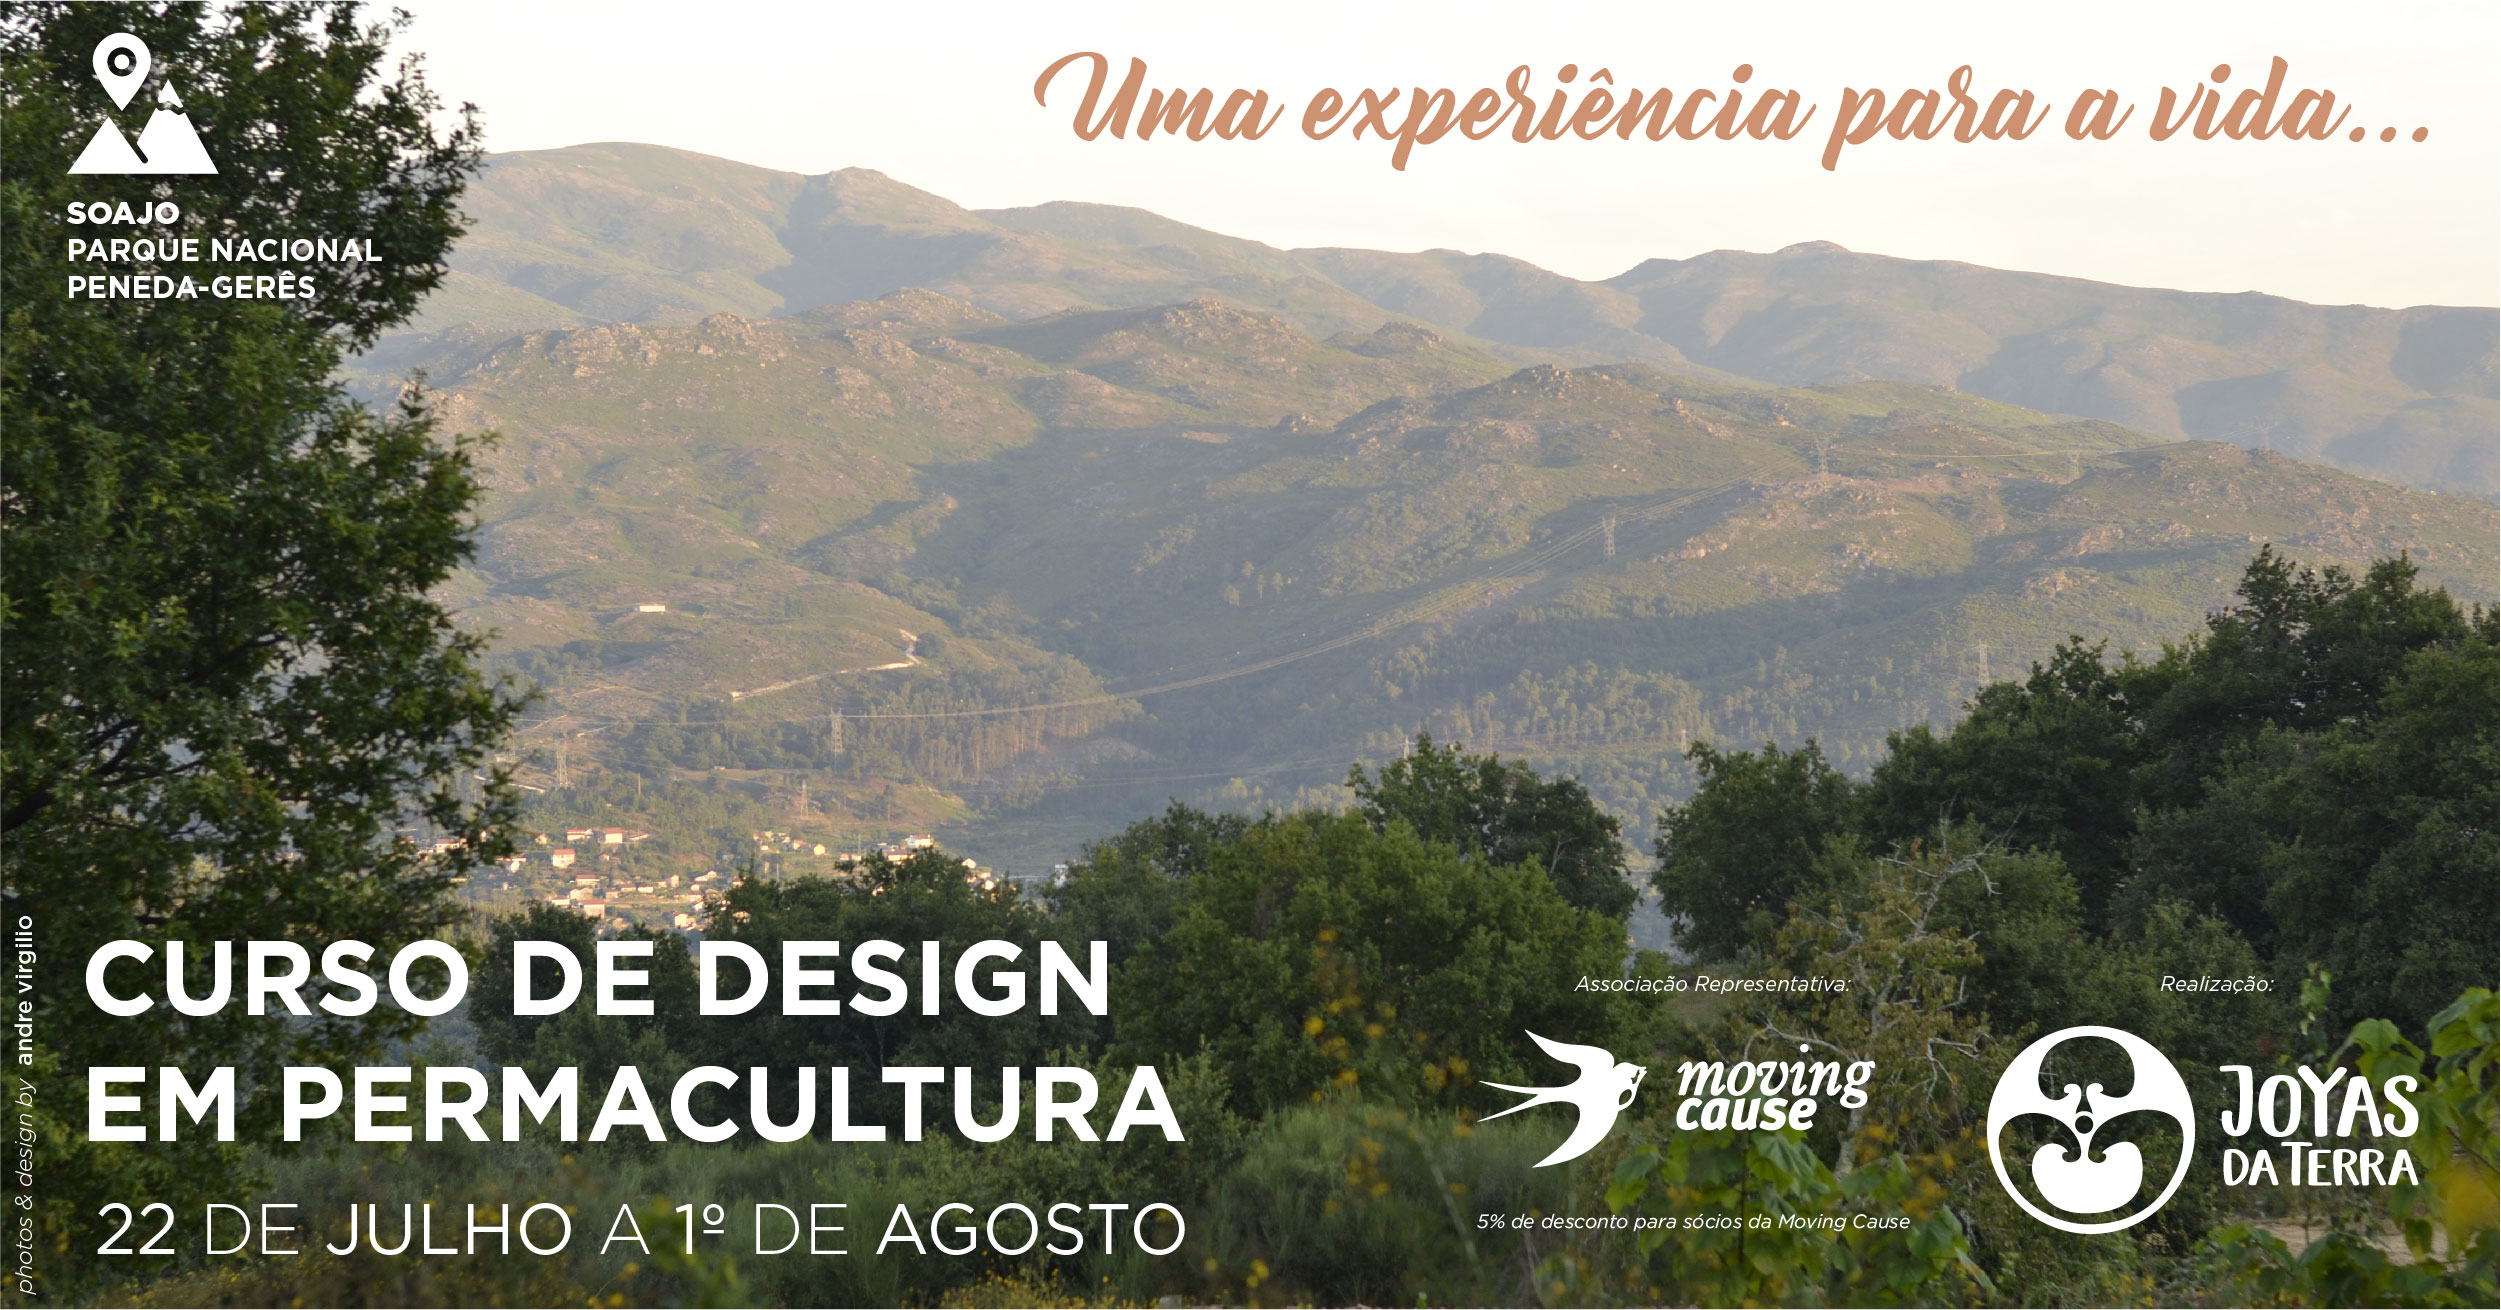 Uma experiência para a vida...
SOAJO
PARQUE NACIONAL
PENEDA-GERÊS
CURSO DE DESIGN
EM PERMACULTURA
22 DE JULHO A 1º DE AGOSTO
Associação Representativa:
moving
cause
5% de desconto para sócios da Moving Cause
Realização:
JOYAS
DA TERRA
photos & design by andre virgilio